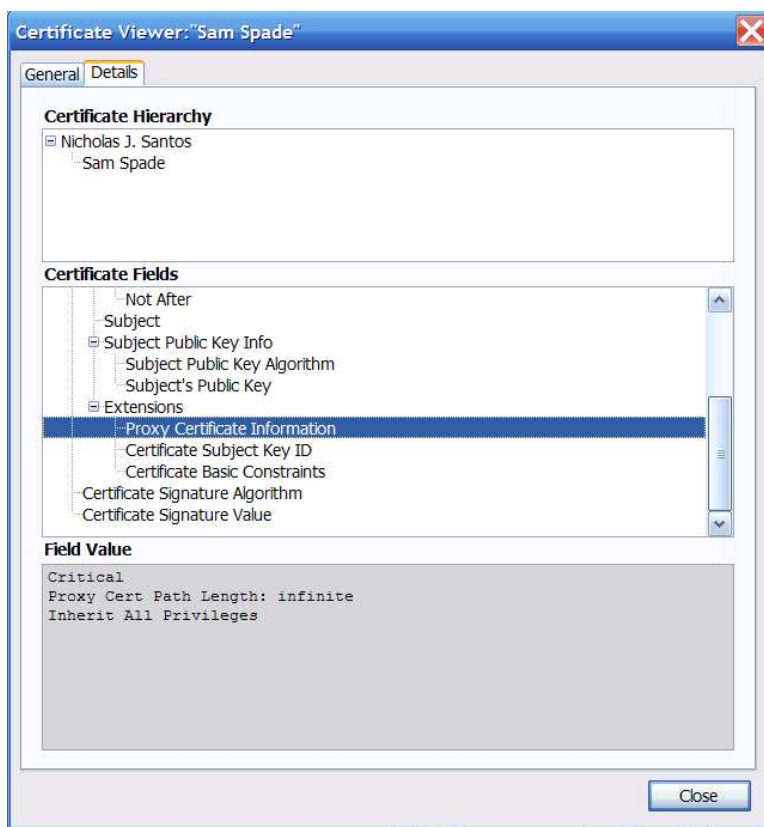 Certificate Viewer:"Sam Spade"
General Details
Certificate Hierarchy
Nicholas J. Santos
Sam Spade
Certificate Fields
Not After
Subject
Subject Public Key Info
Subject Public Key Algorithm
Subject's Public Key
Extensions
Proxy Certificate Information
Certificate Subject Key ID
Certificate Basic Constraints
Certificate Signature Algorithm
Certificate Signature Value
Field Value
Critical
Proxy Cert Path Length: infinite
Inherit All Privileges
Close